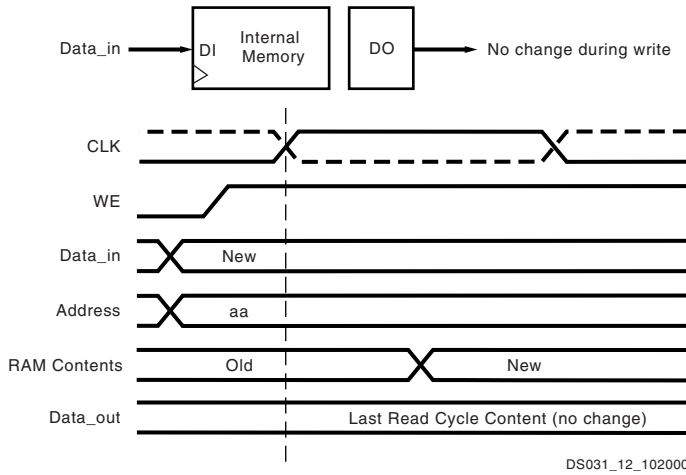 Data_in DI Internal Memory DO No change during write
CLK
WE
Data_in New
Address aa
RAM Contents Old New
Data_out Last Read Cycle Content (no change)
DS031_12_102000